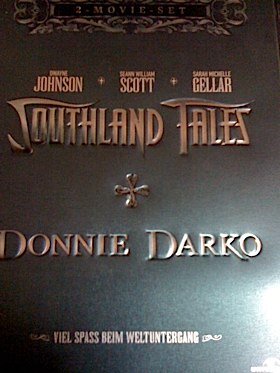 2-MOVIE-SET
DWAYNE JOHNSON + SEANN WILLIAM SCOTT + SARAH MICHELLE GELLAR
SOUTHLAND TALES
DONNIE DARKO
VIEL SPASS BEIM WELTUNTERGANG